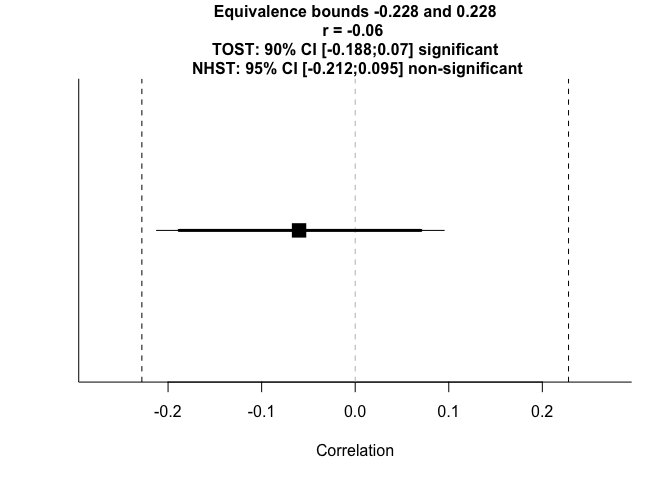 Equivalence bounds -0.228 and 0.228
r = -0.06
TOST: 90% CI [-0.188;0.07] significant
NHST: 95% CI [-0.212;0.095] non-significant
-0.2 -0.1 0.0 0.1 0.2
Correlation